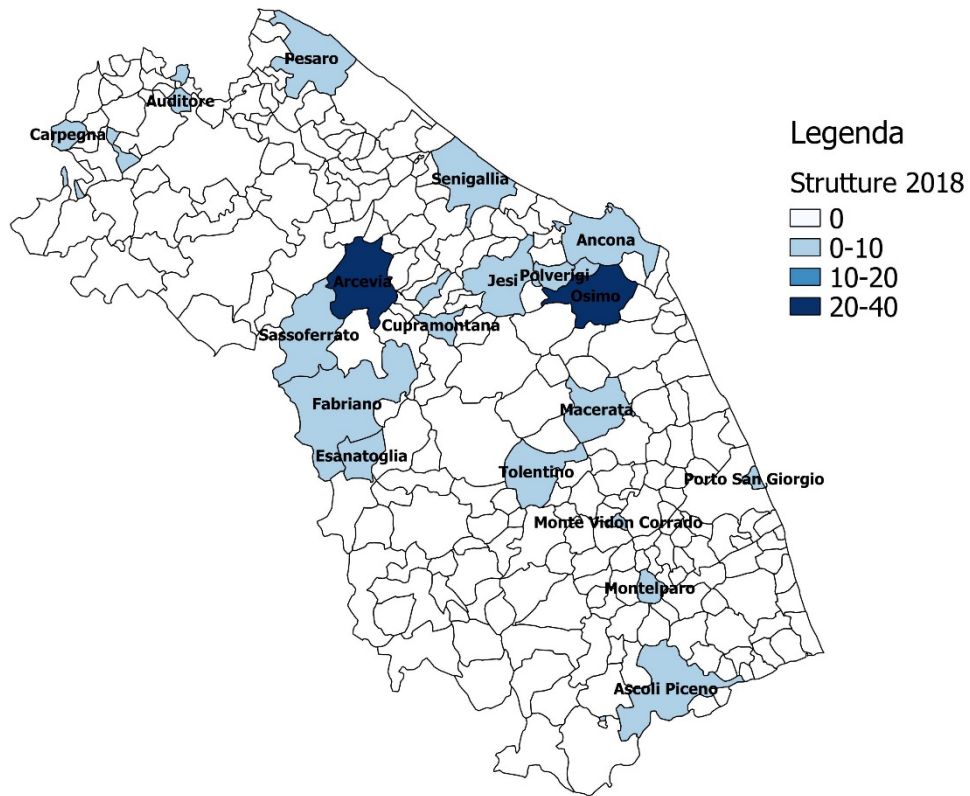 Pesaro
Auditore
Carpegna
Senigallia
Ancona
Polverigi
Jesi
Arcevia
Osimo
Cupramontana
Sassoferrato
Fabriano
Macerata
Esanatoglia
Tolentino
Porto San Giorgio
Monte Vidon Corrado
Montelparo
Ascoli Piceno
Legenda
Strutture 2018
0
0-10
10-20
20-40